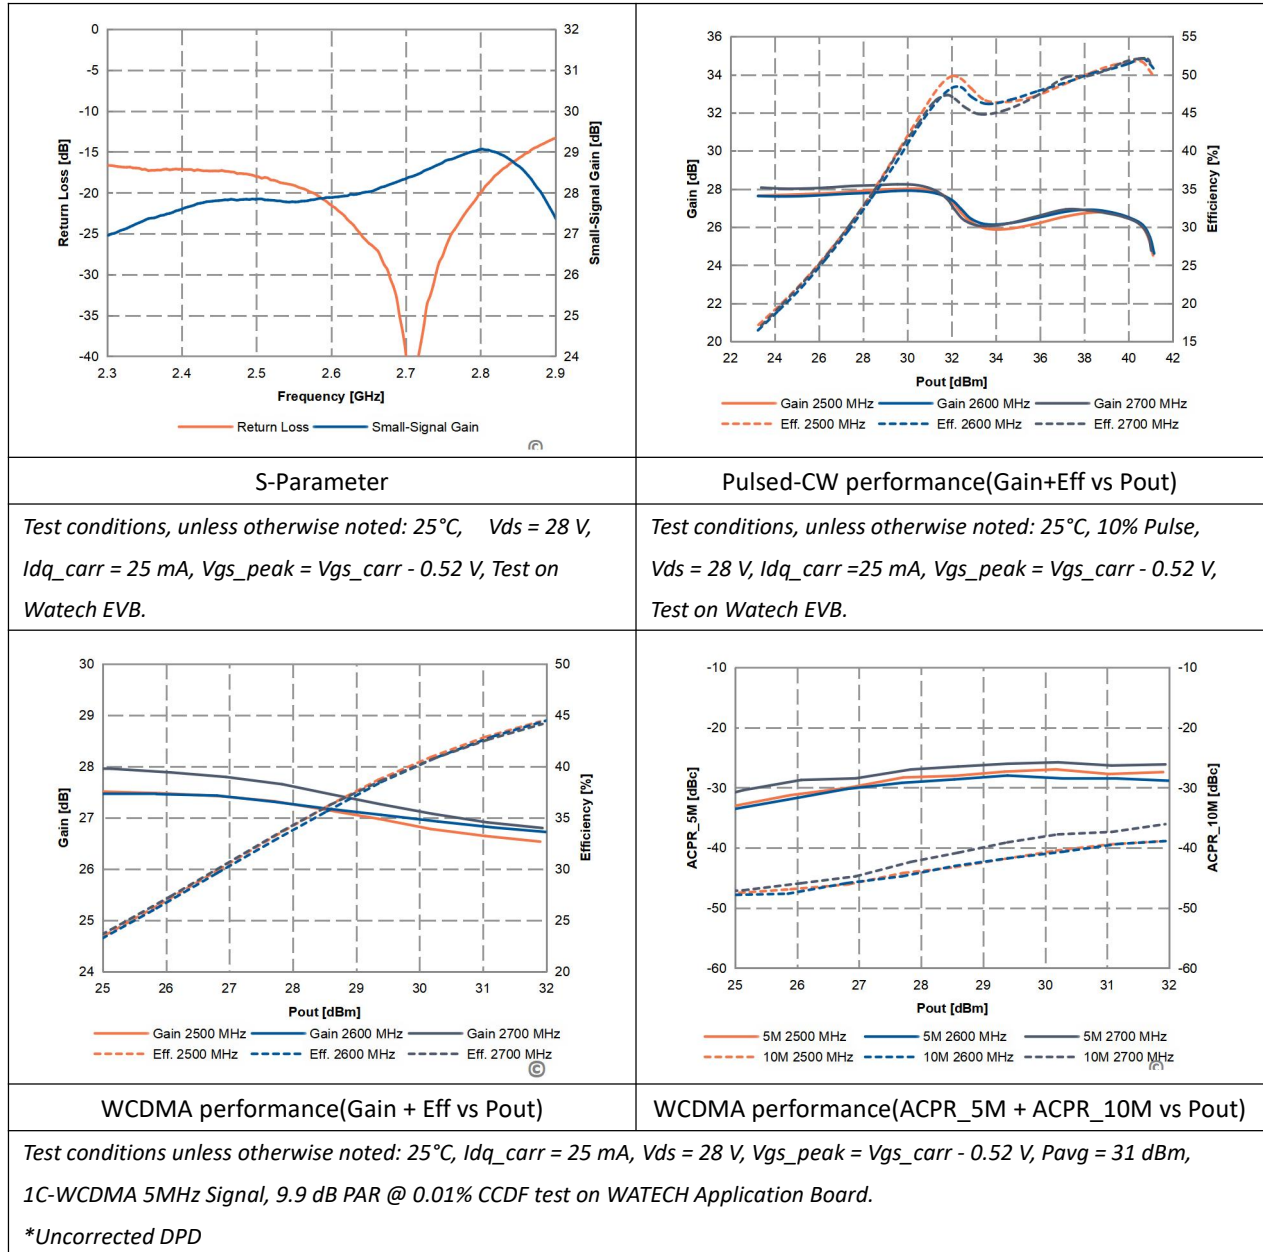 0
-5
-10
-15
-20
-25
-30
-35
-40
Return Loss [dB]
32
31
30
29
28
27
26
25
24
Small-Signal Gain [dB]
2.3 2.4 2.5 2.6 2.7 2.8 2.9
Frequency [GHz]
Return Loss Small-Signal Gain
©
36
34
32
30
28
26
24
22
20
Gain [dB]
55
50
45
40
35
30
25
20
15
Efficiency [%]
22 24 26 28 30 32 34 36 38 40 42
Pout [dBm]
Gain 2500 MHz Gain 2600 MHz Gain 2700 MHz
Eff. 2500 MHz Eff. 2600 MHz Eff. 2700 MHz
S-Parameter
Pulsed-CW performance(Gain+Eff vs Pout)
Test conditions, unless otherwise noted: 25°C, Vds = 28 V,
Idq_carr = 25 mA, Vgs_peak = Vgs_carr - 0.52 V, Test on
Watech EVB.
Test conditions, unless otherwise noted: 25°C, 10% Pulse,
Vds = 28 V, Idq_carr =25 mA, Vgs_peak = Vgs_carr - 0.52 V,
Test on Watech EVB.
30
29
28
27
26
25
24
Gain [dB]
50
45
40
35
30
25
20
Efficiency [%]
25 26 27 28 29 30 31 32
Pout [dBm]
Gain 2500 MHz Gain 2600 MHz Gain 2700 MHz
Eff. 2500 MHz Eff. 2600 MHz Eff. 2700 MHz
©
-10
-20
-30
-40
-50
-60
ACPR_5M [dBc]
-10
-20
-30
-40
-50
-60
ACPR_10M [dBc]
25 26 27 28 29 30 31 32
Pout [dBm]
5M 2500 MHz 5M 2600 MHz 5M 2700 MHz
10M 2500 MHz 10M 2600 MHz 10M 2700 MHz
©
WCDMA performance(Gain + Eff vs Pout)
WCDMA performance(ACPR_5M + ACPR_10M vs Pout)
Test conditions unless otherwise noted: 25°C, Idq_carr = 25 mA, Vds = 28 V, Vgs_peak = Vgs_carr - 0.52 V, Pavg = 31 dBm,
1C-WCDMA 5MHz Signal, 9.9 dB PAR @ 0.01% CCDF test on WATECH Application Board.
*Uncorrected DPD